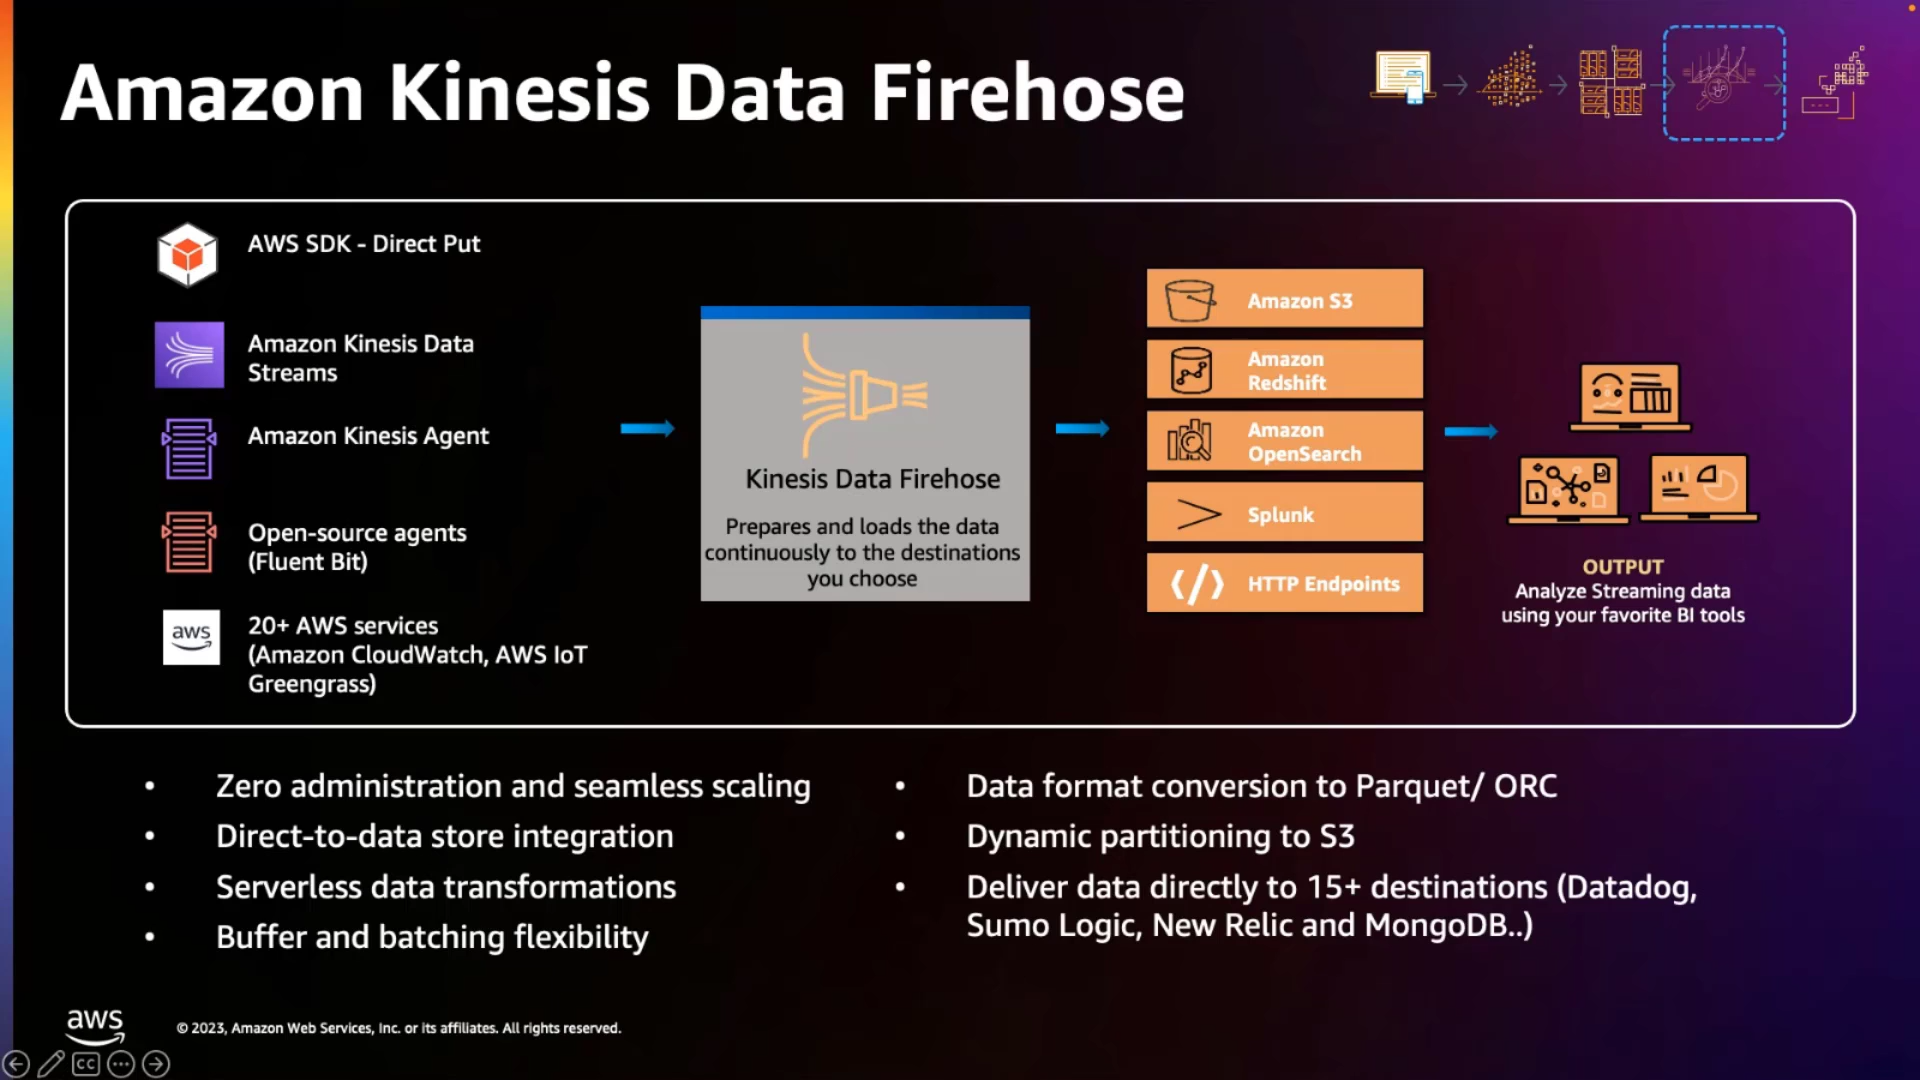 Amazon Kinesis Data Firehose
AWS SDK - Direct Put
Amazon Kinesis Data
Streams
Amazon Kinesis Agent
Open-source agents
(Fluent Bit)
aws
20+ AWS services
(Amazon CloudWatch, AWS IoT
Greengrass)
Kinesis Data Firehose
Prepares and loads the data
continuously to the destinations
you choose
Amazon S3
Amazon
Redshift
Amazon
OpenSearch
Splunk
HTTP Endpoints
OUTPUT
Analyze Streaming data
using your favorite BI tools
• Zero administration and seamless scaling
• Direct-to-data store integration
• Serverless data transformations
• Buffer and batching flexibility
• Data format conversion to Parquet/ ORC
• Dynamic partitioning to S3
• Deliver data directly to 15+ destinations (Datadog,
Sumo Logic, New Relic and MongoDB..)
aws
© 2023, Amazon Web Services, Inc. or its affiliates. All rights reserved.
CC